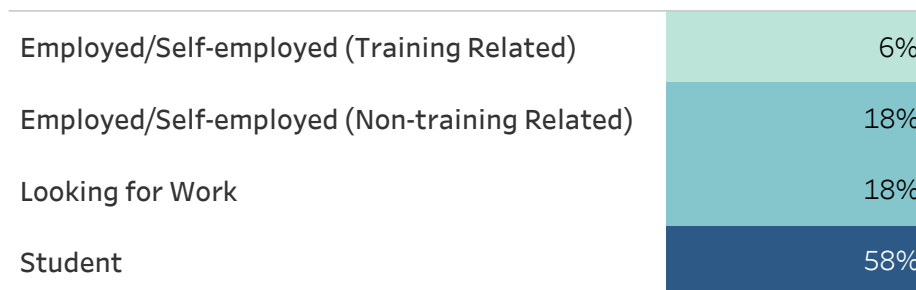 Employed/Self-employed (Training Related) 6%
Employed/Self-employed (Non-training Related) 18%
Looking for Work 18%
Student 58%